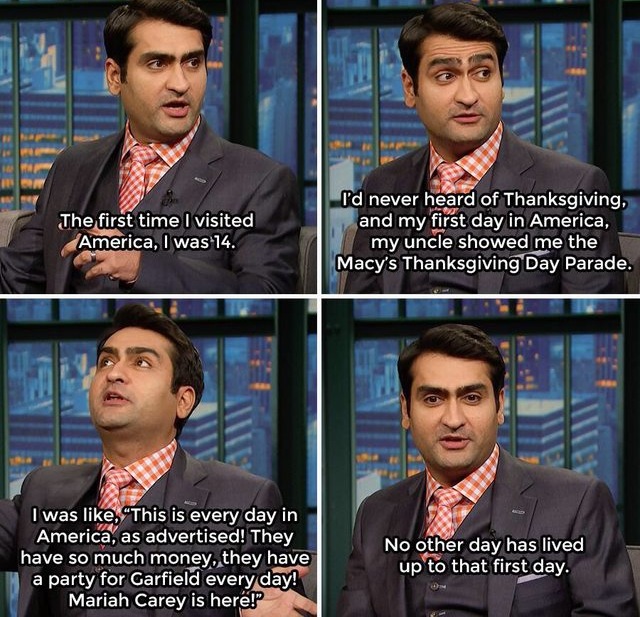 The first time I visited
America, I was 14.
I'd never heard of Thanksgiving,
and my first day in America,
my uncle showed me the
Macy's Thanksgiving Day Parade.
I was like, "This is every day in
America, as advertised! They
have so much money, they have
a party for Garfield every day!
Mariah Carey is here!"
No other day has lived
up to that first day.